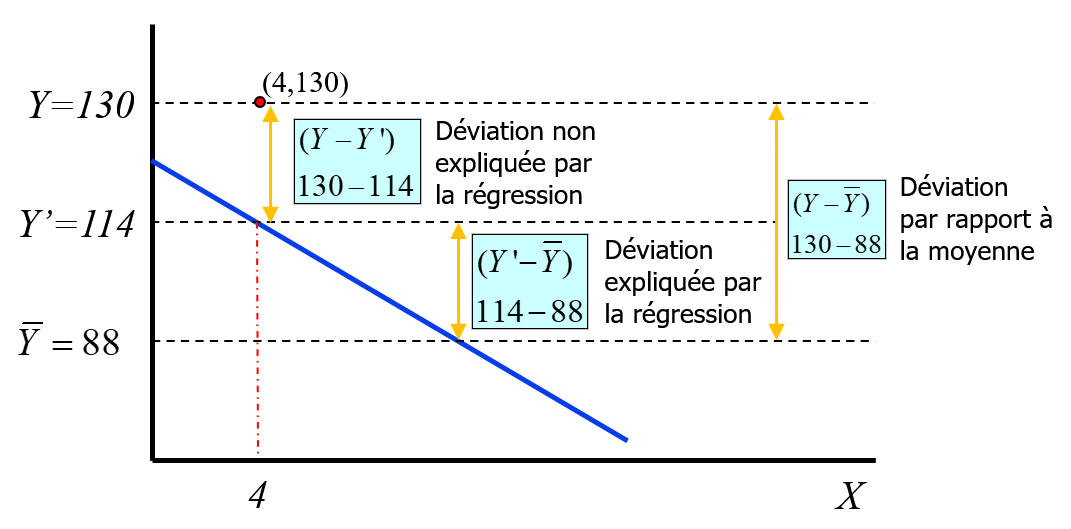 (4,130)
Y=130
(Y – Y')
130 – 114
Déviation non
expliquée par
la régression
Y’=114
(Y' – Y̅)
114 – 88
Déviation
expliquée par
la régression
(Y – Y̅)
130 – 88
Déviation
par rapport à
la moyenne
Y̅ = 88
4
X